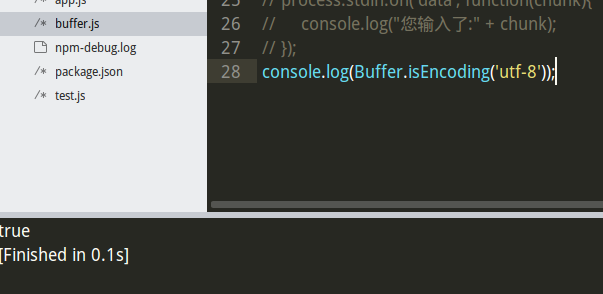 app.js
buffer.js
npm-debug.log
package.json
test.js
25 // process.stdin.on('data', function(chunk){
26 //     console.log("您输入了:" + chunk);
27 // });
28 console.log(Buffer.isEncoding('utf-8'));
true
[Finished in 0.1s]